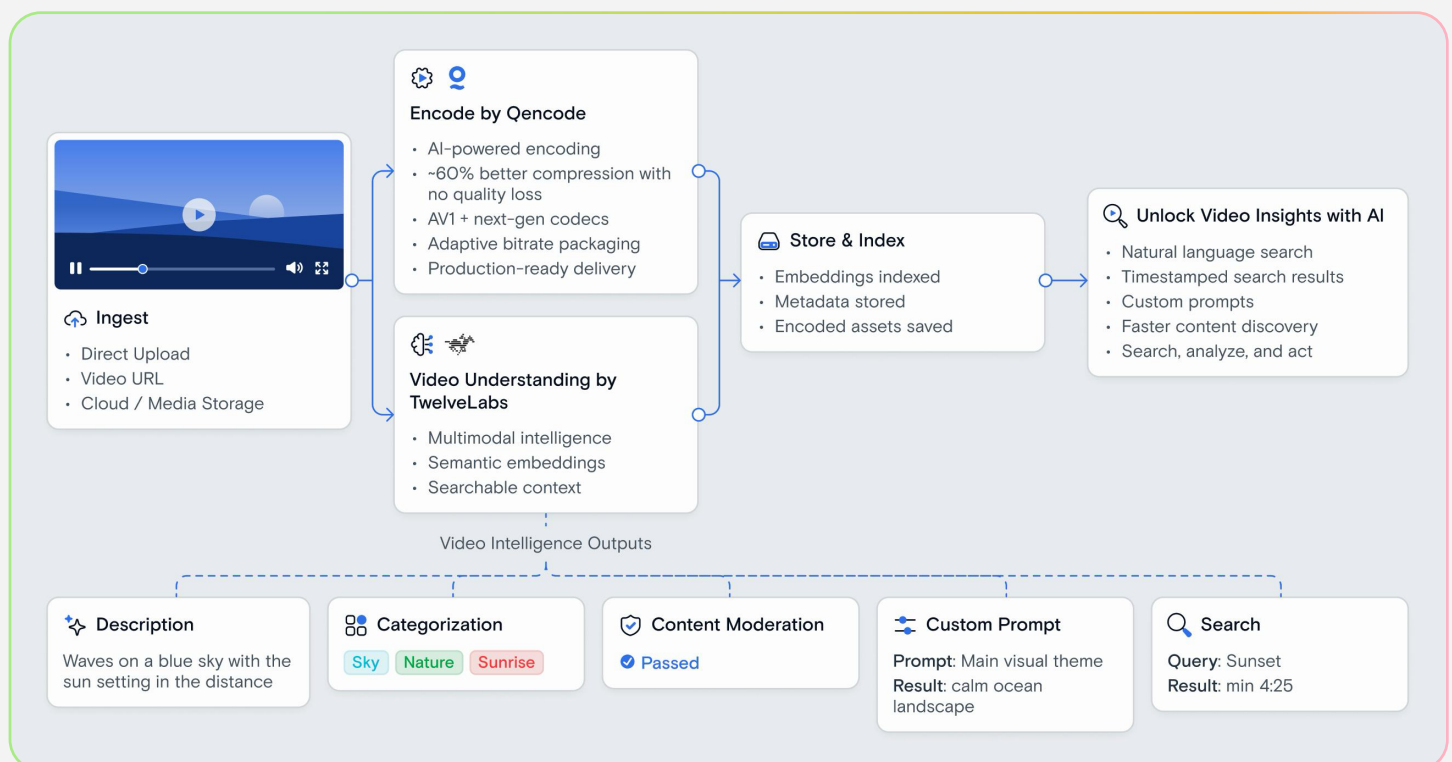 Encode by Qencode
• AI-powered encoding
• ~60% better compression with
no quality loss
• AV1 + next-gen codecs
• Adaptive bitrate packaging
• Production-ready delivery
Ingest
• Direct Upload
• Video URL
• Cloud / Media Storage
Video Understanding by
TwelveLabs
• Multimodal intelligence
• Semantic embeddings
• Searchable context
Store & Index
• Embeddings indexed
• Metadata stored
• Encoded assets saved
Unlock Video Insights with AI
• Natural language search
• Timestamped search results
• Custom prompts
• Faster content discovery
• Search, analyze, and act
Video Intelligence Outputs
Description
Waves on a blue sky with the
sun setting in the distance
Categorization
Sky Nature Sunrise
Content Moderation
Passed
Custom Prompt
Prompt: Main visual theme
Result: calm ocean
landscape
Search
Query: Sunset
Result: min 4:25